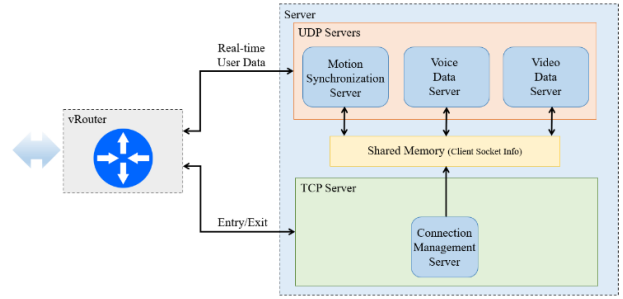 Server
UDP Servers
Real-time
User Data
Motion
Synchronization
Server
Voice
Data
Server
Video
Data
Server
vRouter
Shared Memory (Client Socket Info)
TCP Server
Entry/Exit
Connection
Management
Server